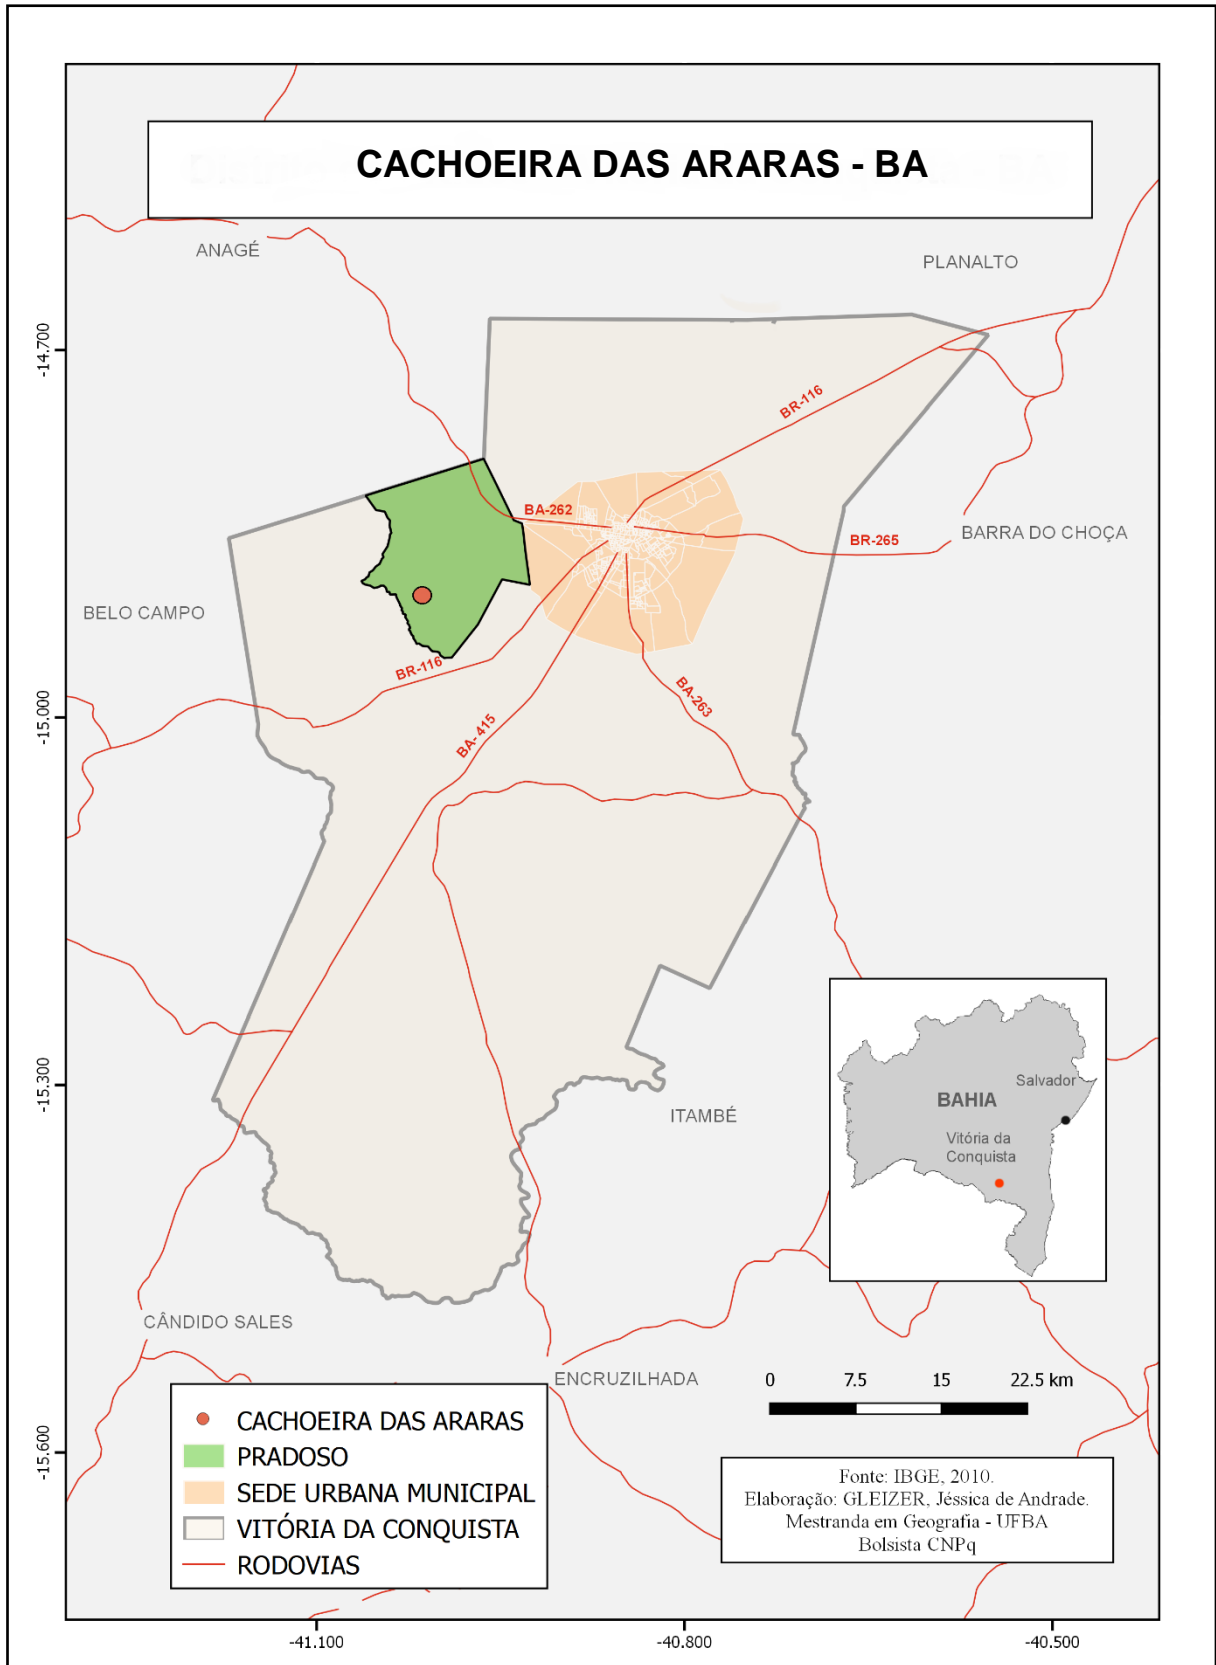 CACHOEIRA DAS ARARAS - BA
ANAGÉ
PLANALTO
-14.700
BR-116
BA-262
BR-265
BARRA DO CHOÇA
BELO CAMPO
BR-116
BA-263
-15.000
BA- 415
-15.300
ITAMBÉ
Salvador
BAHIA
Vitória da
Conquista
CÂNDIDO SALES
ENCRUZILHADA
0 7.5 15 22.5 km
CACHOEIRA DAS ARARAS
PRADOSO
SEDE URBANA MUNICIPAL
VITÓRIA DA CONQUISTA
RODOVIAS
-15.600
Fonte: IBGE, 2010.
Elaboração: GLEIZER, Jéssica de Andrade.
Mestranda em Geografia - UFBA
Bolsista CNPq
-41.100 -40.800 -40.500